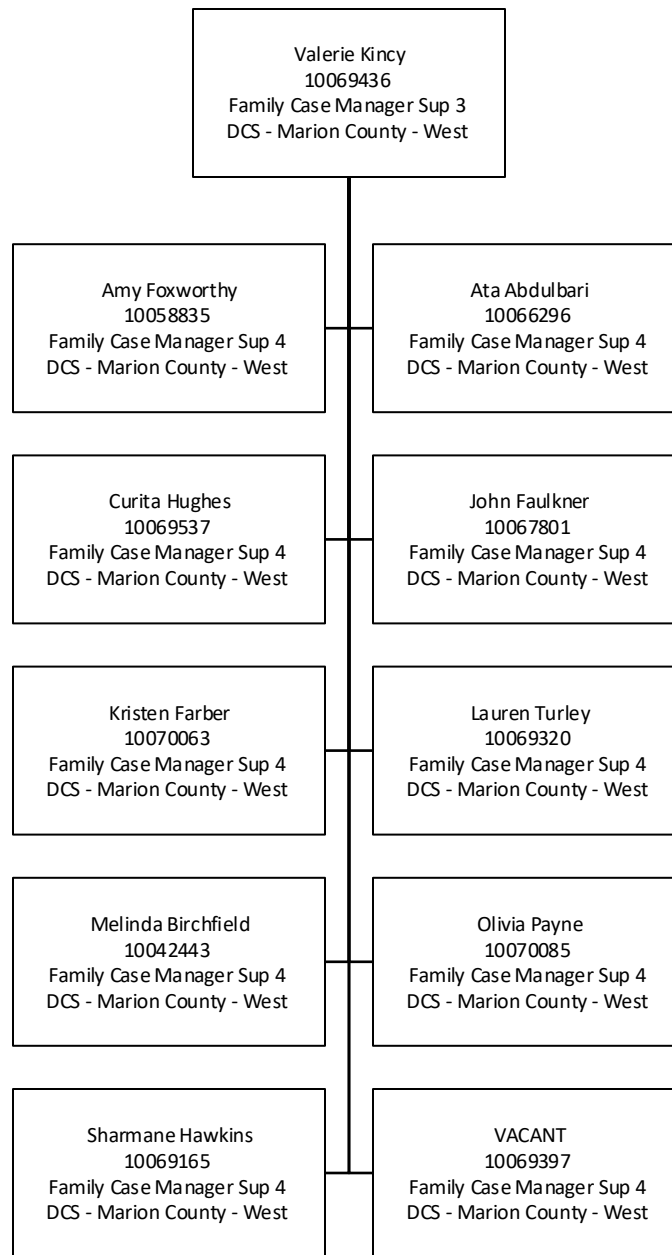 Valerie Kincy
10069436
Family Case Manager Sup 3
DCS - Marion County - West
Amy Foxworthy
10058835
Family Case Manager Sup 4
DCS - Marion County - West
Ata Abdulbari
10066296
Family Case Manager Sup 4
DCS - Marion County - West
Curita Hughes
10069537
Family Case Manager Sup 4
DCS - Marion County - West
John Faulkner
10067801
Family Case Manager Sup 4
DCS - Marion County - West
Kristen Farber
10070063
Family Case Manager Sup 4
DCS - Marion County - West
Lauren Turley
10069320
Family Case Manager Sup 4
DCS - Marion County - West
Melinda Birchfield
10042443
Family Case Manager Sup 4
DCS - Marion County - West
Olivia Payne
10070085
Family Case Manager Sup 4
DCS - Marion County - West
Sharmane Hawkins
10069165
Family Case Manager Sup 4
DCS - Marion County - West
VACANT
10069397
Family Case Manager Sup 4
DCS - Marion County - West